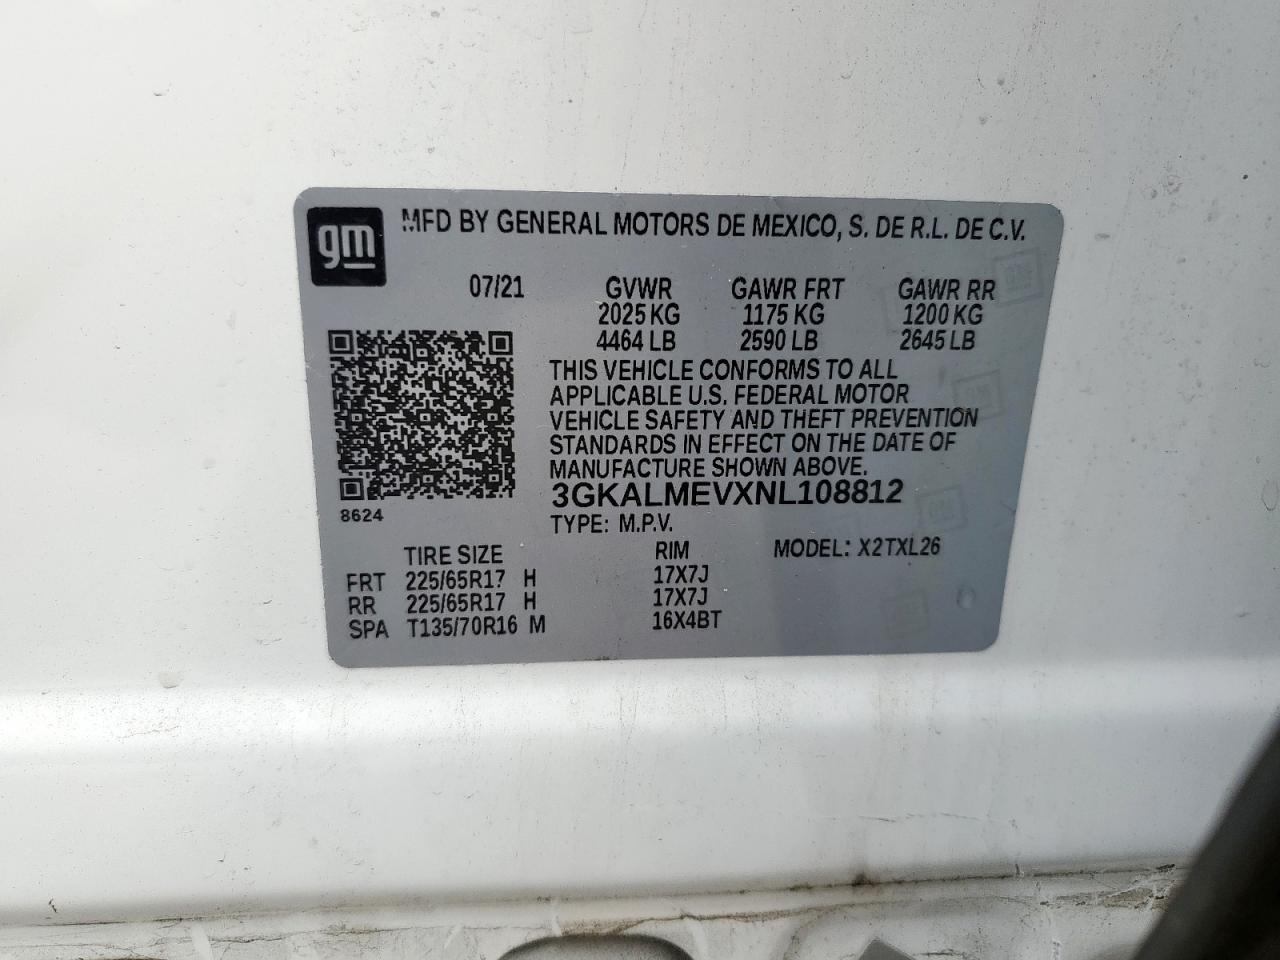 gm
MFD BY GENERAL MOTORS DE MEXICO, S. DE R.L. DE C.V.
07/21 GVWR GAWR FRT GAWR RR
2025 KG 1175 KG 1200 KG
4464 LB 2590 LB 2645 LB
THIS VEHICLE CONFORMS TO ALL
APPLICABLE U.S. FEDERAL MOTOR
VEHICLE SAFETY AND THEFT PREVENTION
STANDARDS IN EFFECT ON THE DATE OF
MANUFACTURE SHOWN ABOVE.
3GKALMEVXNL108812
8624
TYPE: M.P.V.
TIRE SIZE RIM MODEL: X2TXL26
FRT 225/65R17 H 17X7J
RR 225/65R17 H 17X7J
SPA T135/70R16 M 16X4BT